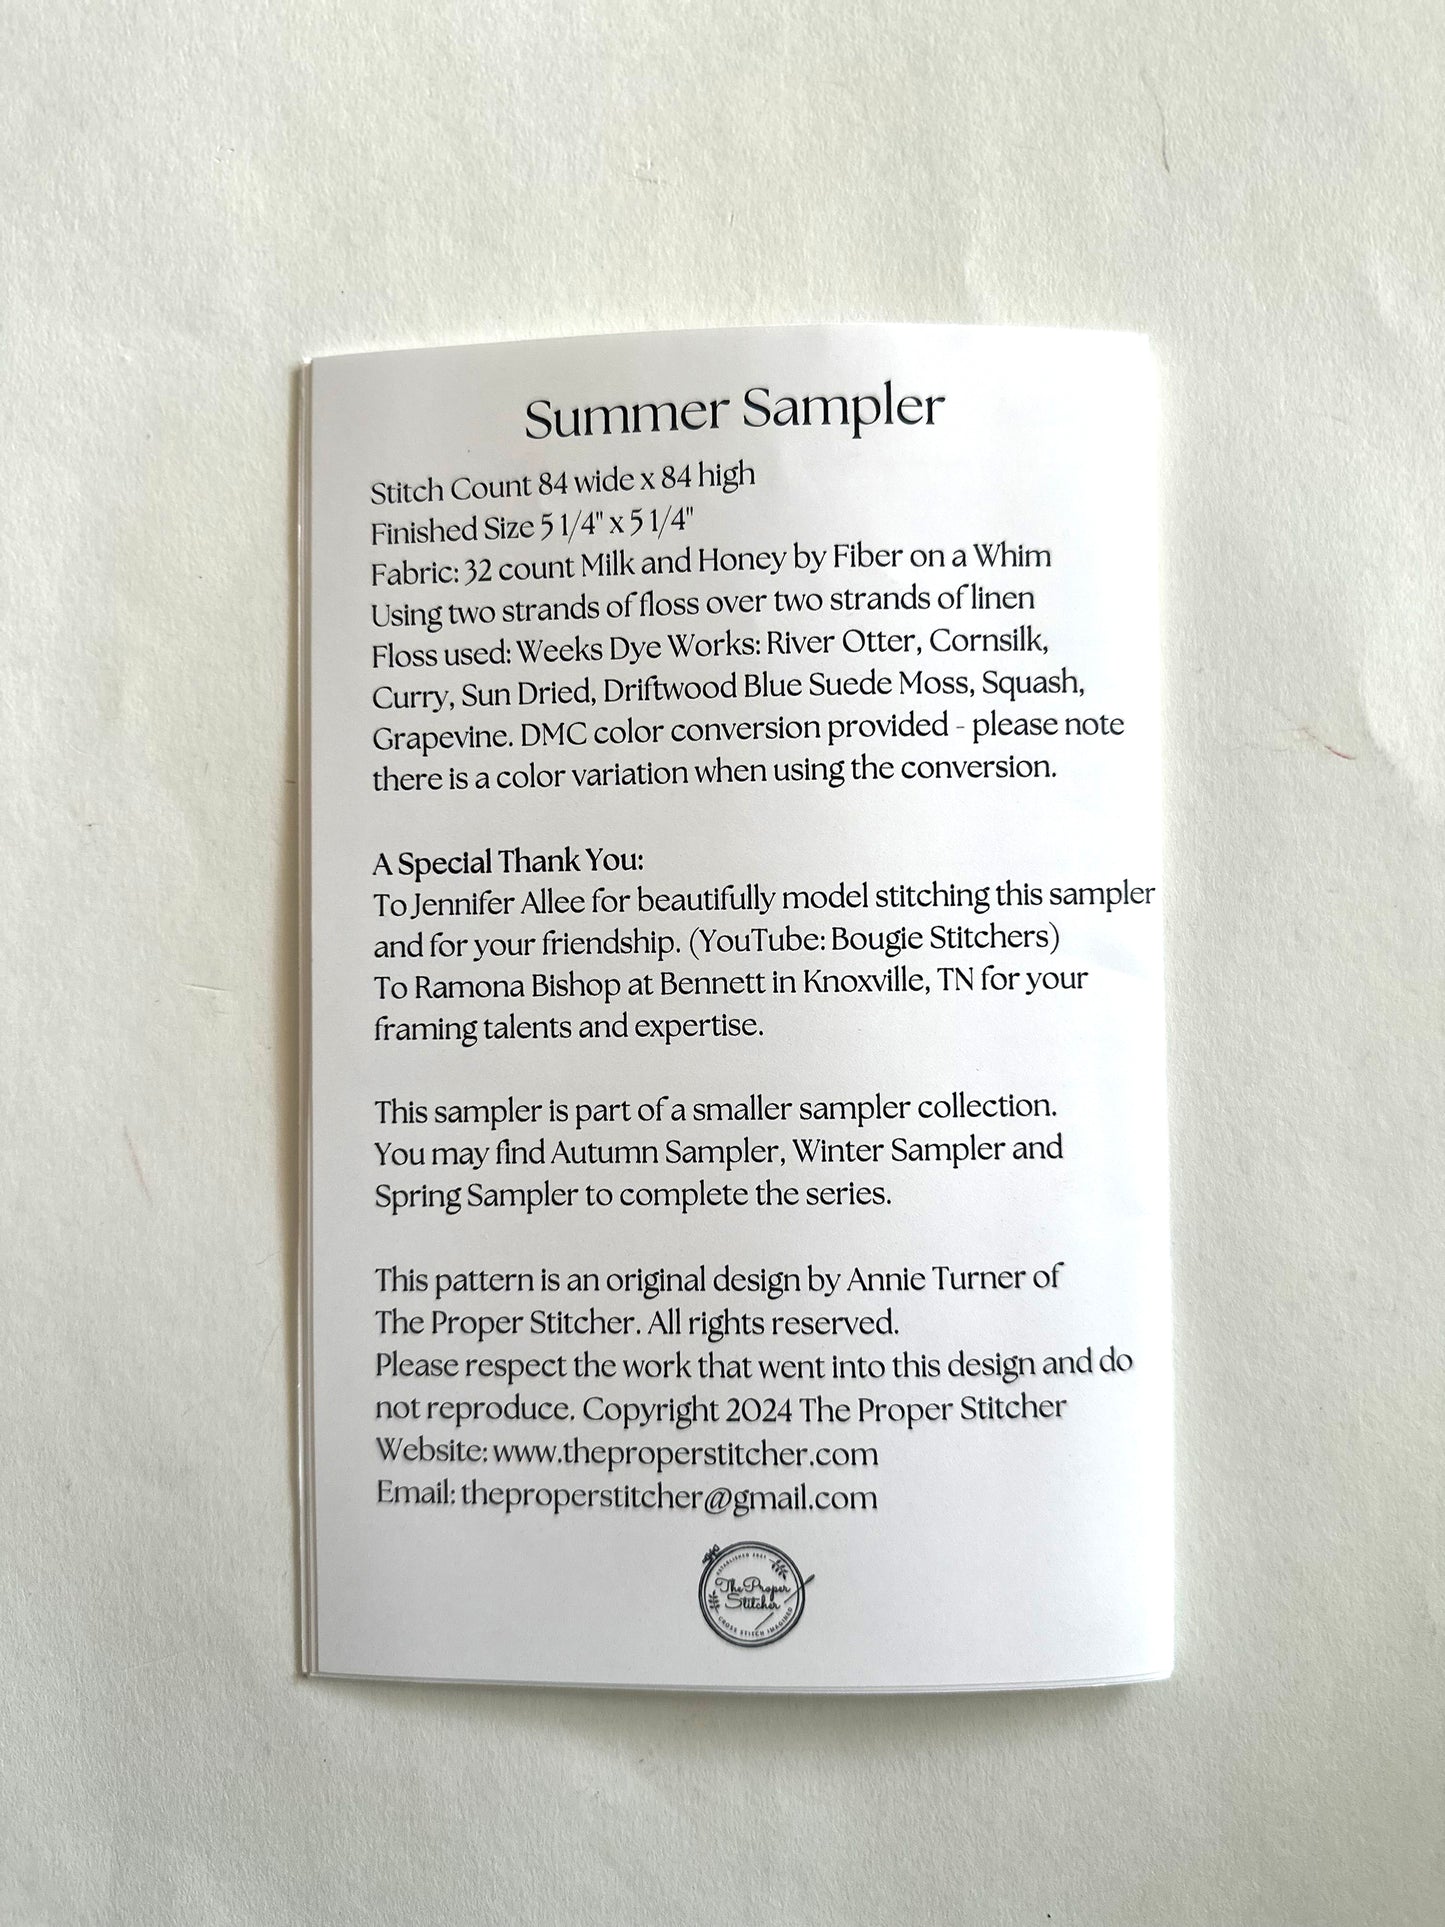 Summer Sampler
Stitch Count 84 wide x 84 high
Finished Size 5 1/4" x 5 1/4"
Fabric: 32 count Milk and Honey by Fiber on a Whim
Using two strands of floss over two strands of linen
Floss used: Weeks Dye Works: River Otter, Cornsilk,
Curry, Sun Dried, Driftwood Blue Suede Moss, Squash,
Grapevine. DMC color conversion provided - please note
there is a color variation when using the conversion.
A Special Thank You:
To Jennifer Allee for beautifully model stitching this sampler
and for your friendship. (YouTube: Bougie Stitchers)
To Ramona Bishop at Bennett in Knoxville, TN for your
framing talents and expertise.
This sampler is part of a smaller sampler collection.
You may find Autumn Sampler, Winter Sampler and
Spring Sampler to complete the series.
This pattern is an original design by Annie Turner of
The Proper Stitcher. All rights reserved.
Please respect the work that went into this design and do
not reproduce. Copyright 2024 The Proper Stitcher
Website: www.theproperstitcher.com
Email: theproperstitcher@gmail.com
ESTABLISHED 2021
The Proper
Stitcher
CROSS STITCH IMAGINED